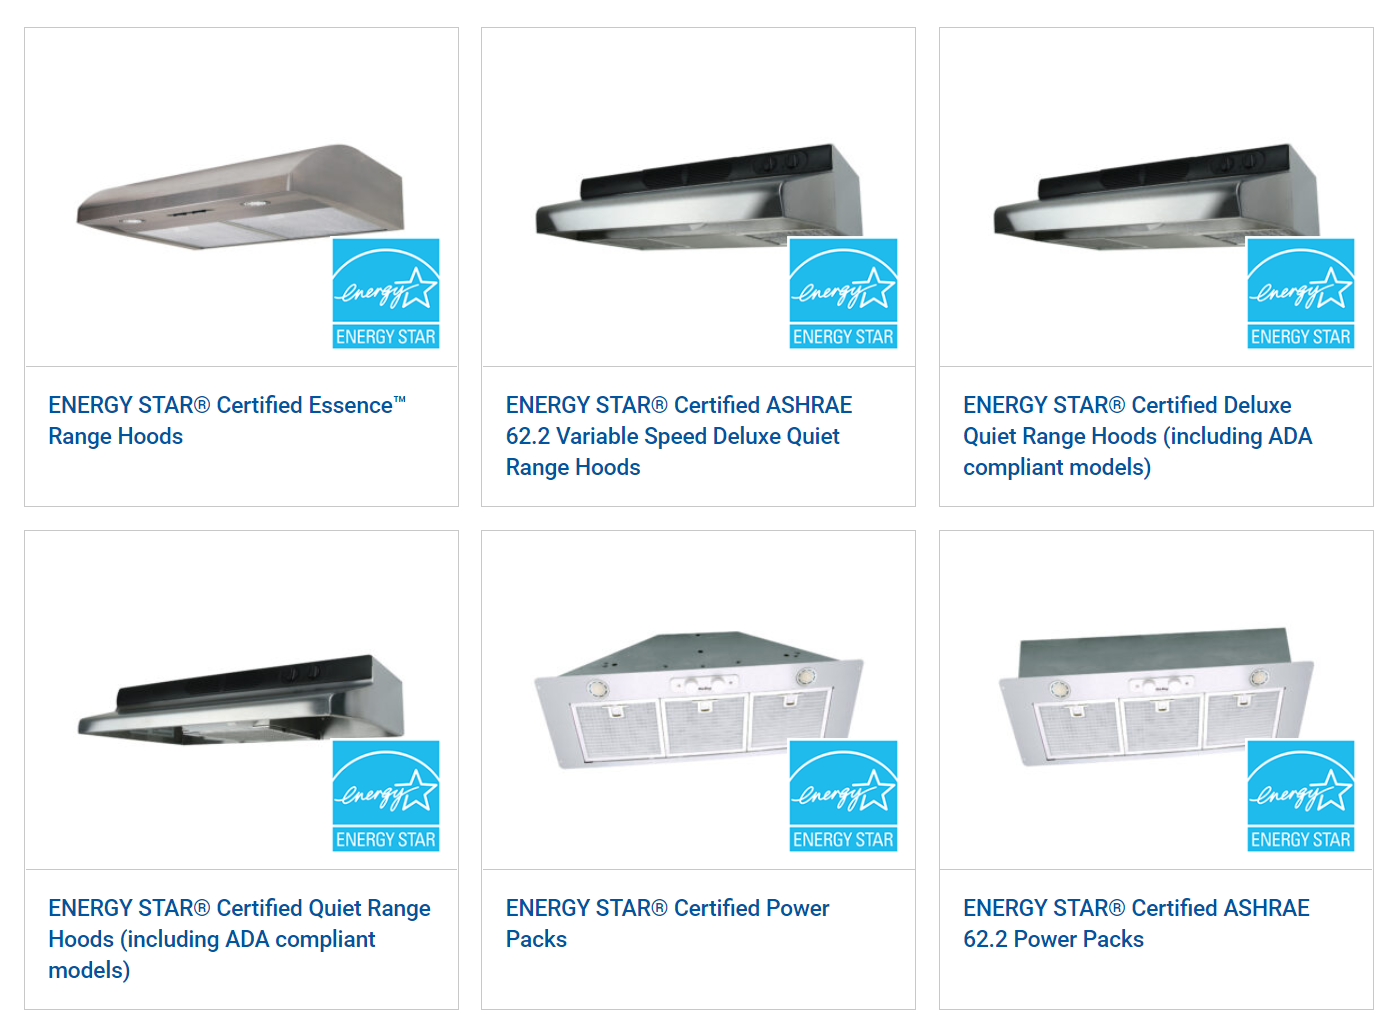 energy
ENERGY STAR
energy
ENERGY STAR
energy
ENERGY STAR
ENERGY STAR® Certified Essence™
Range Hoods
ENERGY STAR® Certified ASHRAE
62.2 Variable Speed Deluxe Quiet
Range Hoods
ENERGY STAR® Certified Deluxe
Quiet Range Hoods (including ADA
compliant models)
energy
ENERGY STAR
energy
ENERGY STAR
energy
ENERGY STAR
ENERGY STAR® Certified Quiet Range
Hoods (including ADA compliant
models)
ENERGY STAR® Certified Power
Packs
ENERGY STAR® Certified ASHRAE
62.2 Power Packs